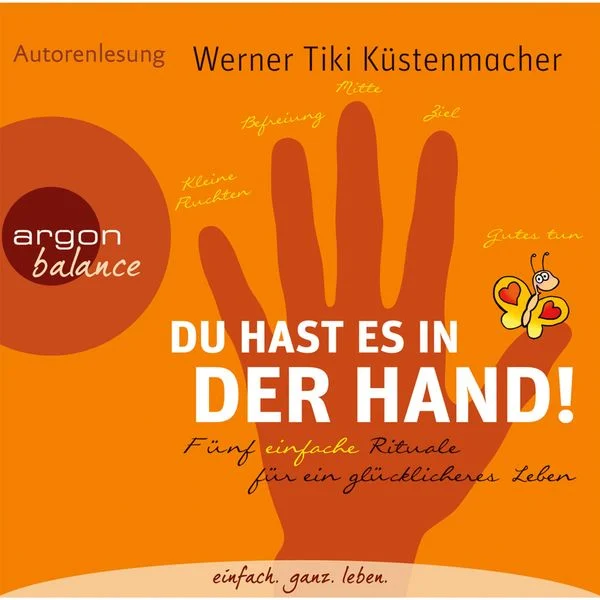 Autorenlesung
Werner Tiki Küstenmacher
Mitte
Befreiung
Ziel
Kleine
Fluchten
Gutes tun
argon
balance
DU HAST ES IN
DER HAND!
Fünf einfache Rituale
für ein glücklicheres Leben
einfach. ganz. leben.